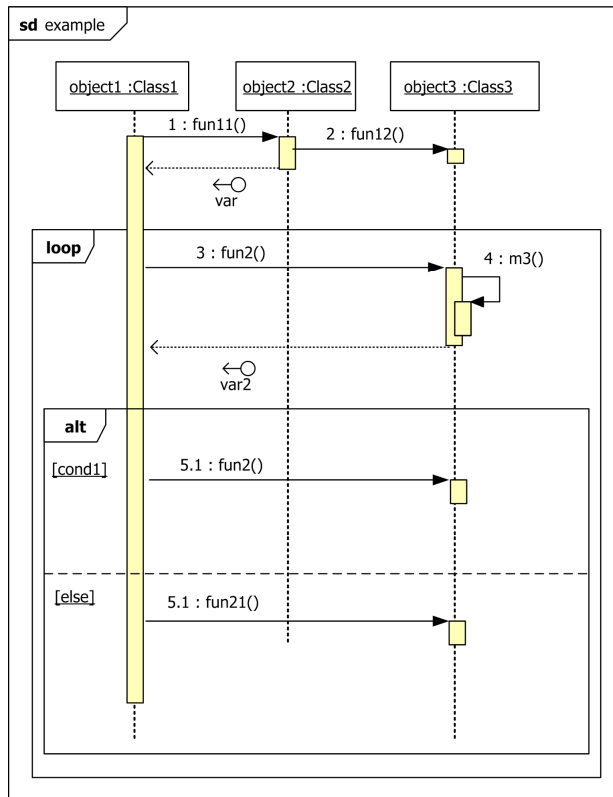 sd example
object1 :Class1
object2 :Class2
object3 :Class3
1 : fun11()
2 : fun12()
var
loop
3 : fun2()
4 : m3()
var2
alt
[cond1]
5.1 : fun2()
[else]
5.1 : fun21()